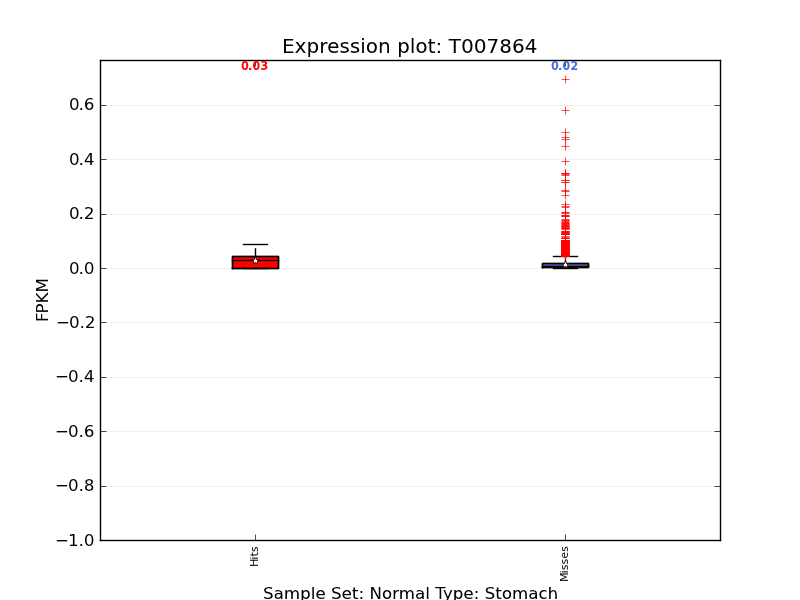 Expression plot: T007864
0.03
0.02
0.6
0.4
0.2
0.0
−0.2
−0.4
−0.6
−0.8
−1.0
FPKM
Hits
Misses
Sample Set: Normal Type: Stomach